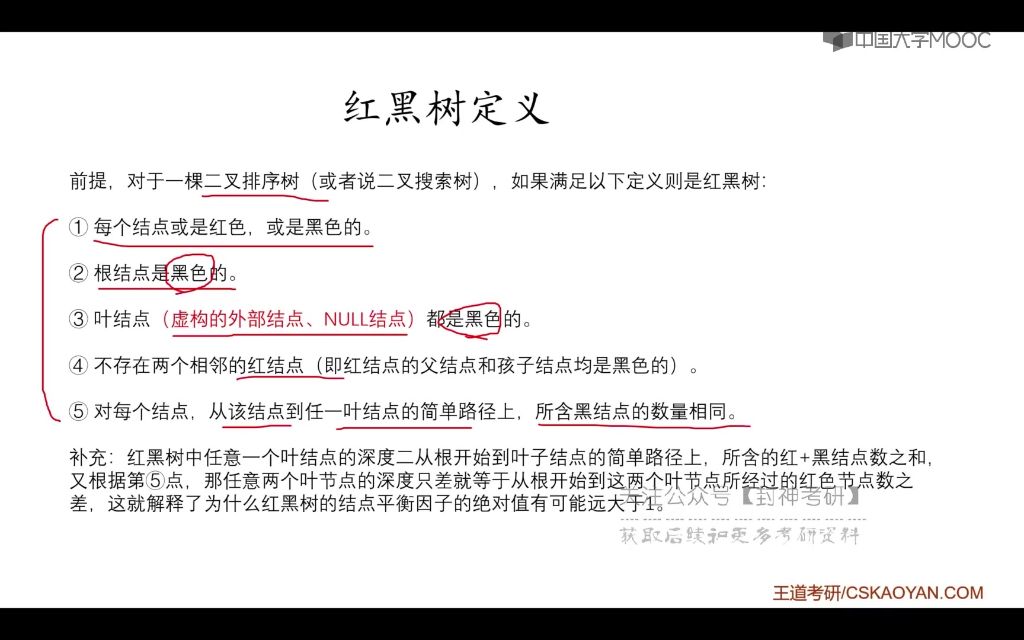 中国大学MOOC
红黑树定义
前提，对于一棵二叉排序树（或者说二叉搜索树），如果满足以下定义则是红黑树：
① 每个结点或是红色，或是黑色的。
② 根结点是黑色的。
③ 叶结点（虚构的外部结点、NULL结点）都是黑色的。
④ 不存在两个相邻的红结点（即红结点的父结点和孩子结点均是黑色的）。
⑤ 对每个结点，从该结点到任一叶结点的简单路径上，所含黑结点的数量相同。
补充：红黑树中任意一个叶结点的深度二从根开始到叶子结点的简单路径上，所含的红+黑结点数之和，
又根据第⑤点，那任意两个叶节点的深度只差就等于从根开始到这两个叶节点所经过的红色节点数之
差，这就解释了为什么红黑树的结点平衡因子的绝对值有可能远大于1。
关注公众号【封神考研】
获取后续和更多考研资料
王道考研/CSKAOYAN.COM